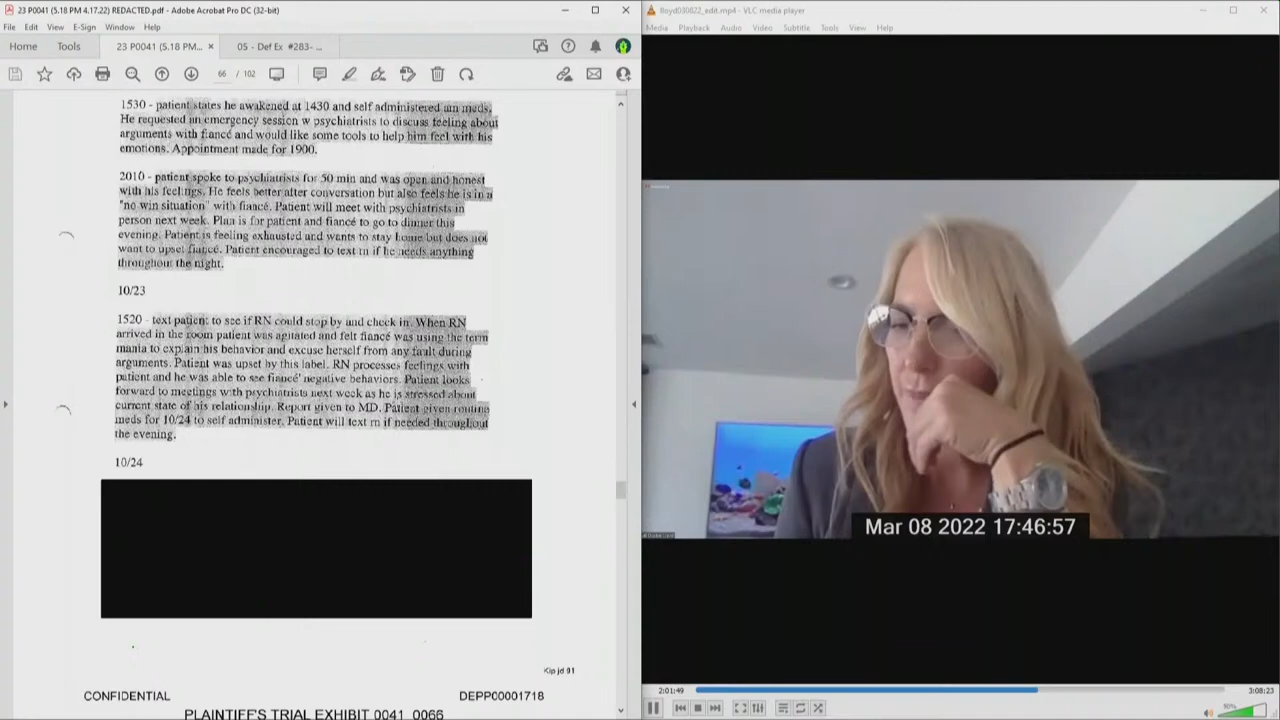 23 P0041 (5.18 PM 4.17.22) REDACTED.pdf - Adobe Acrobat Pro DC (32-bit)
File Edit View E-Sign Window Help
Home Tools 23 P0041 (5.18 PM... × 05 - Def Ex #283- ...
66 / 102
1530 - patient states he awakened at 1430 and self administered am meds.
He requested an emergency session w psychiatrists to discuss feeling about
arguments with fiancé and would like some tools to help him feel with his
emotions. Appointment made for 1900.
2010 - patient spoke to psychiatrists for 50 min and was open and honest
with his feelings. He feels better after conversation but also feels he is in a
"no win situation" with fiancé. Patient will meet with psychiatrists in
person next week. Plan is for patient and fiancé to go to dinner this
evening. Patient is feeling exhausted and wants to stay home but does not
want to upset fiancé. Patient encouraged to text rn if he needs anything
throughout the night.
10/23
1520 - text patient to see if RN could stop by and check in. When RN
arrived in the room patient was agitated and felt fiancé was using the term
mania to explain his behavior and excuse herself from any fault during
arguments. Patient was upset by this label. RN processes feelings with
patient and he was able to see fiancé' negative behaviors. Patient looks
forward to meetings with psychiatrists next week as he is stressed about
current state of his relationship. Report given to MD. Patient given routine
meds for 10/24 to self administer. Patient will text rn if needed throughout
the evening.
10/24
Kip jd 91
CONFIDENTIAL DEPP00001718
PLAINTIFF'S TRIAL EXHIBIT 0041_0066
lloyd030822_edit.mp4 - VLC media player
Media Playback Audio Video Subtitle Tools View Help
Mar 08 2022 17:46:57
2:01:49 3:08:23